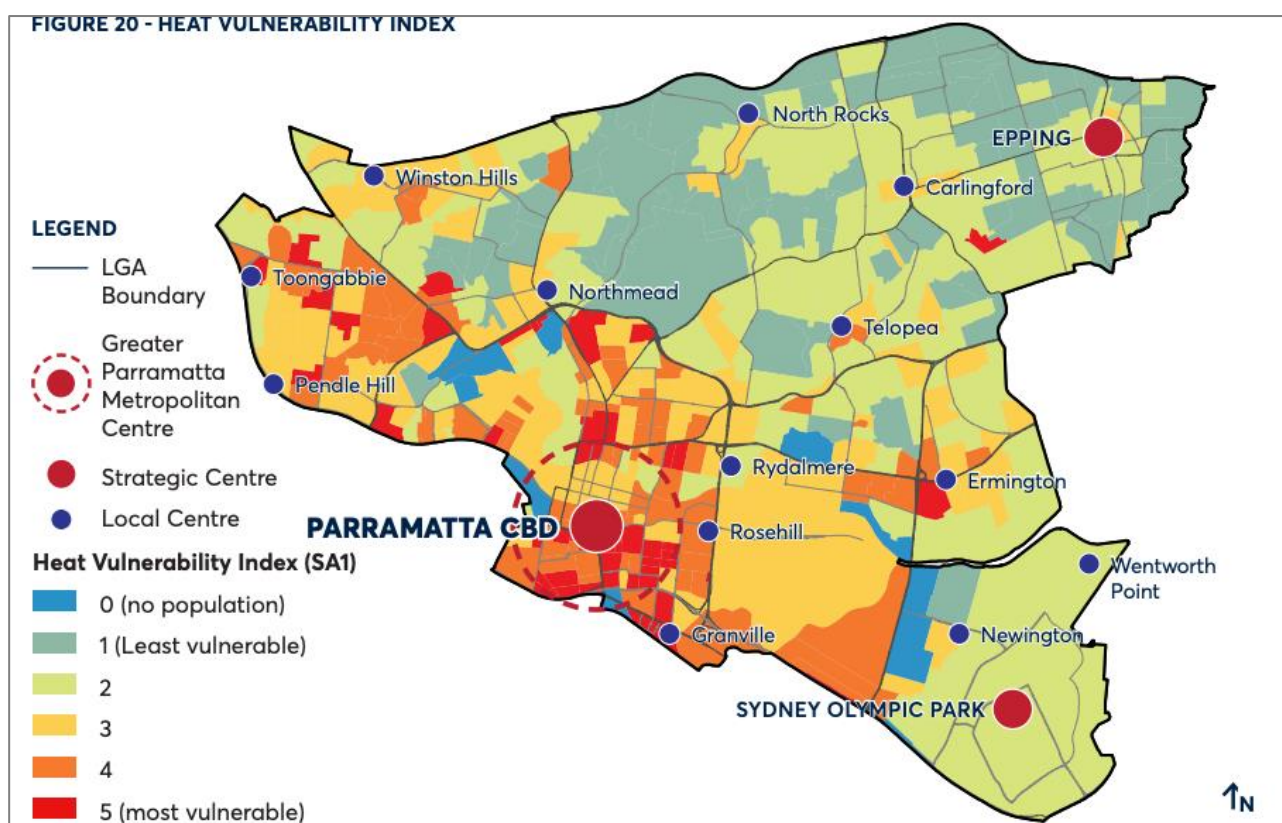 FIGURE 20 - HEAT VULNERABILITY INDEX
North Rocks
EPPING
Winston Hills
Carlingford
LEGEND
LGA
Boundary
Greater
Parramatta
Metropolitan
Centre
Strategic Centre
Local Centre
Heat Vulnerability Index (SA1)
0 (no population)
1 (Least vulnerable)
2
3
4
5 (most vulnerable)
Toongabbie
Northmead
Telopea
Pendle Hill
Rydalmere
Ermington
PARRAMATTA CBD
Rosehill
Wentworth
Point
Granville
Newington
SYDNEY OLYMPIC PARK
N